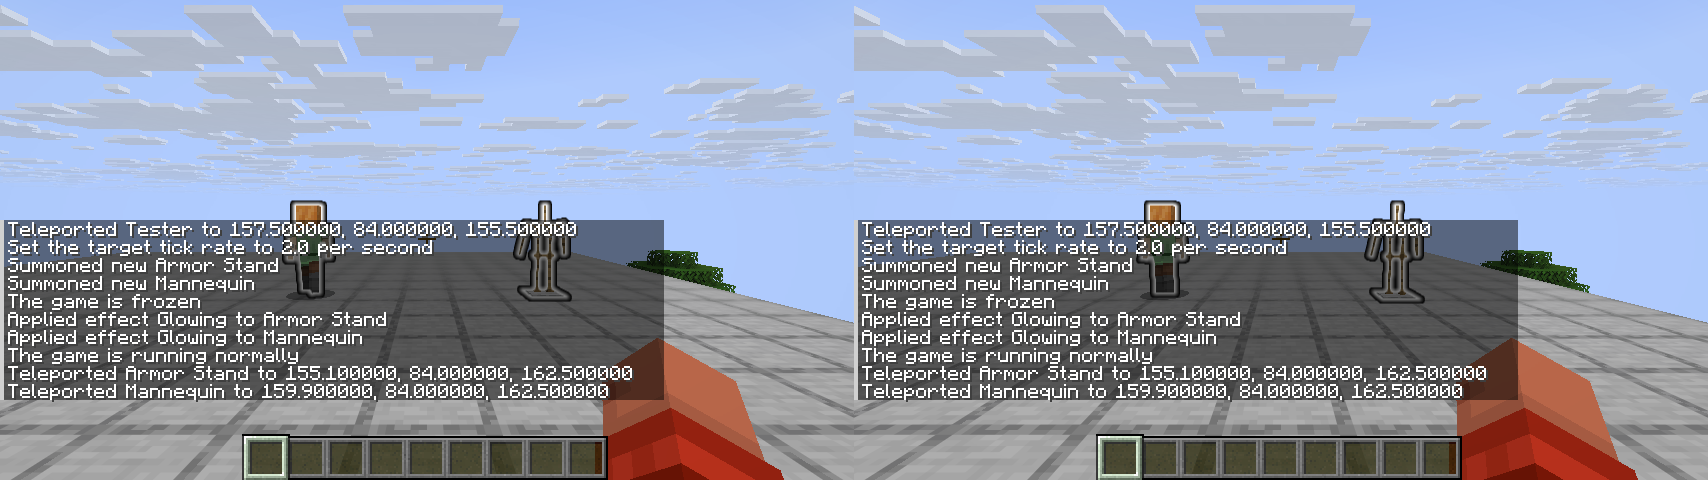 Teleported Tester to 157.500000, 84.000000, 155.500000
Set the target tick rate to 2.0 per second
Summoned new Armor Stand
Summoned new Mannequin
The game is frozen
Applied effect Glowing to Armor Stand
Applied effect Glowing to Mannequin
The game is running normally
Teleported Armor Stand to 155.100000, 84.000000, 162.500000
Teleported Mannequin to 159.900000, 84.000000, 162.500000
Teleported Tester to 157.500000, 84.000000, 155.500000
Set the target tick rate to 2.0 per second
Summoned new Armor Stand
Summoned new Mannequin
The game is frozen
Applied effect Glowing to Armor Stand
Applied effect Glowing to Mannequin
The game is running normally
Teleported Armor Stand to 155.100000, 84.000000, 162.500000
Teleported Mannequin to 159.900000, 84.000000, 162.500000